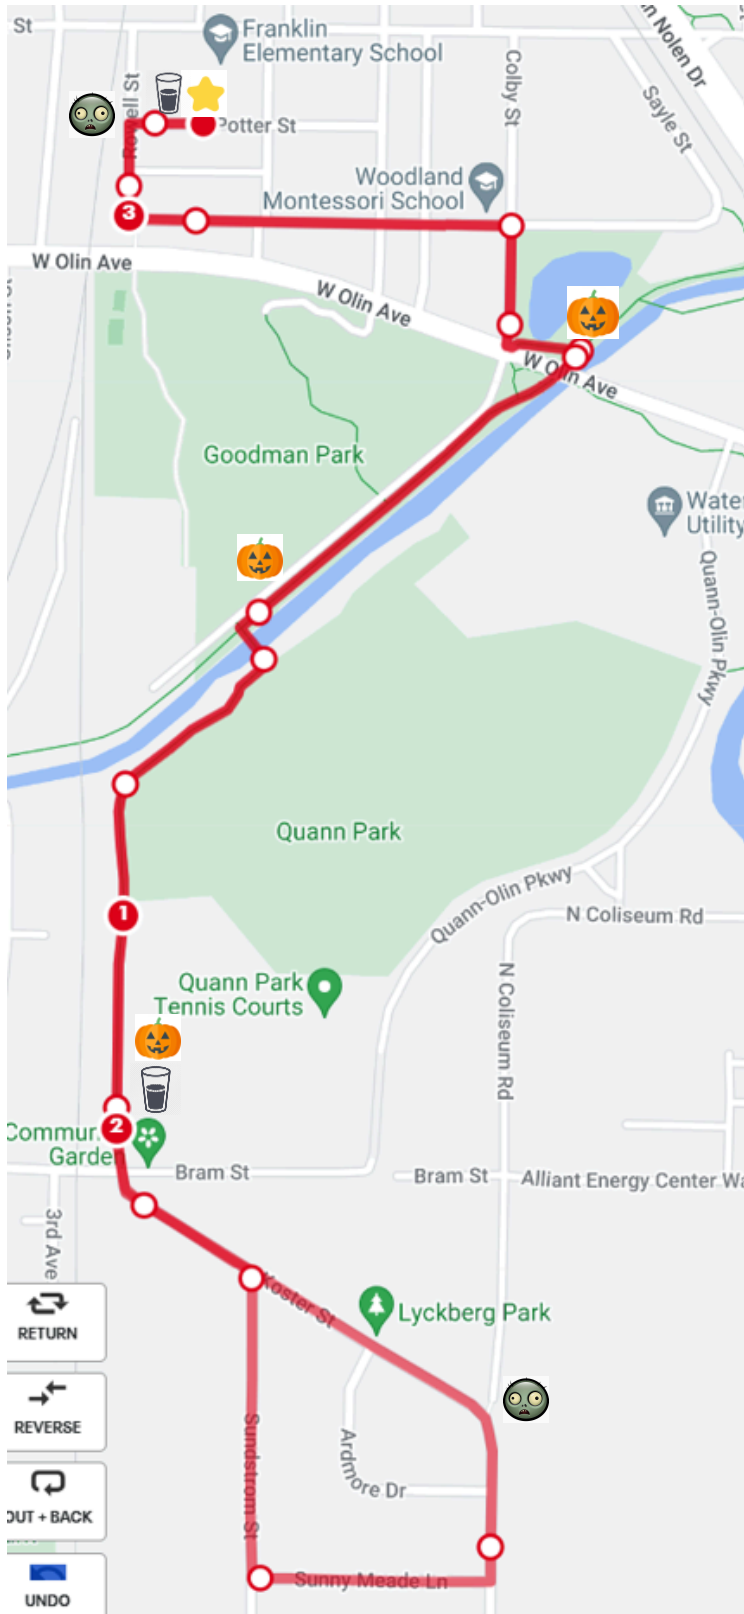 St
Franklin
Elementary School
Rowell St
Potter St
Colby St
Sayle St
n Nolen Dr
Woodland
Montessori School
3
W Olin Ave
W Olin Ave
W Olin Ave
Goodman Park
Water
Utility
Quann-Olin Pkwy
Quann Park
Quann-Olin Pkwy
N Coliseum Rd
1
Quann Park
Tennis Courts
N Coliseum Rd
2
Commun
Garden
Bram St
Bram St
Alliant Energy Center Wa
3rd Ave
Koster St
Lyckberg Park
RETURN
REVERSE
OUT + BACK
UNDO
Sundstrom St
Ardmore Dr
Sunny Meade Ln